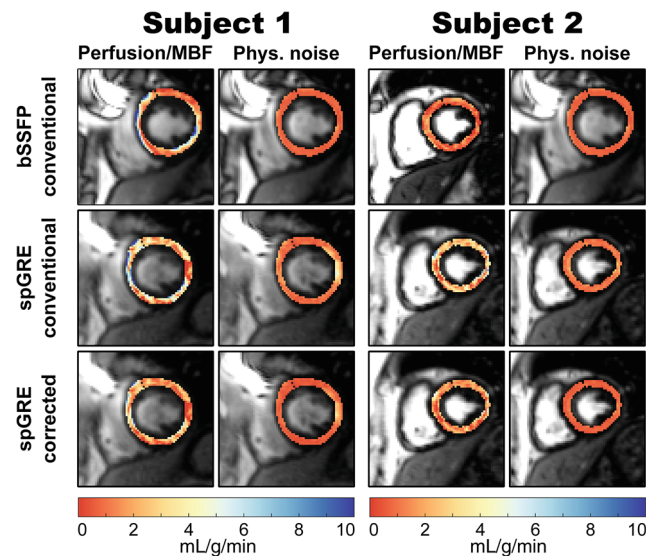 Subject 1 Subject 2
Perfusion/MBF Phys. noise Perfusion/MBF Phys. noise
bSSFP
conventional
spGRE
conventional
spGRE
corrected
0 2 4 6 8 10 0 2 4 6 8 10
mL/g/min mL/g/min